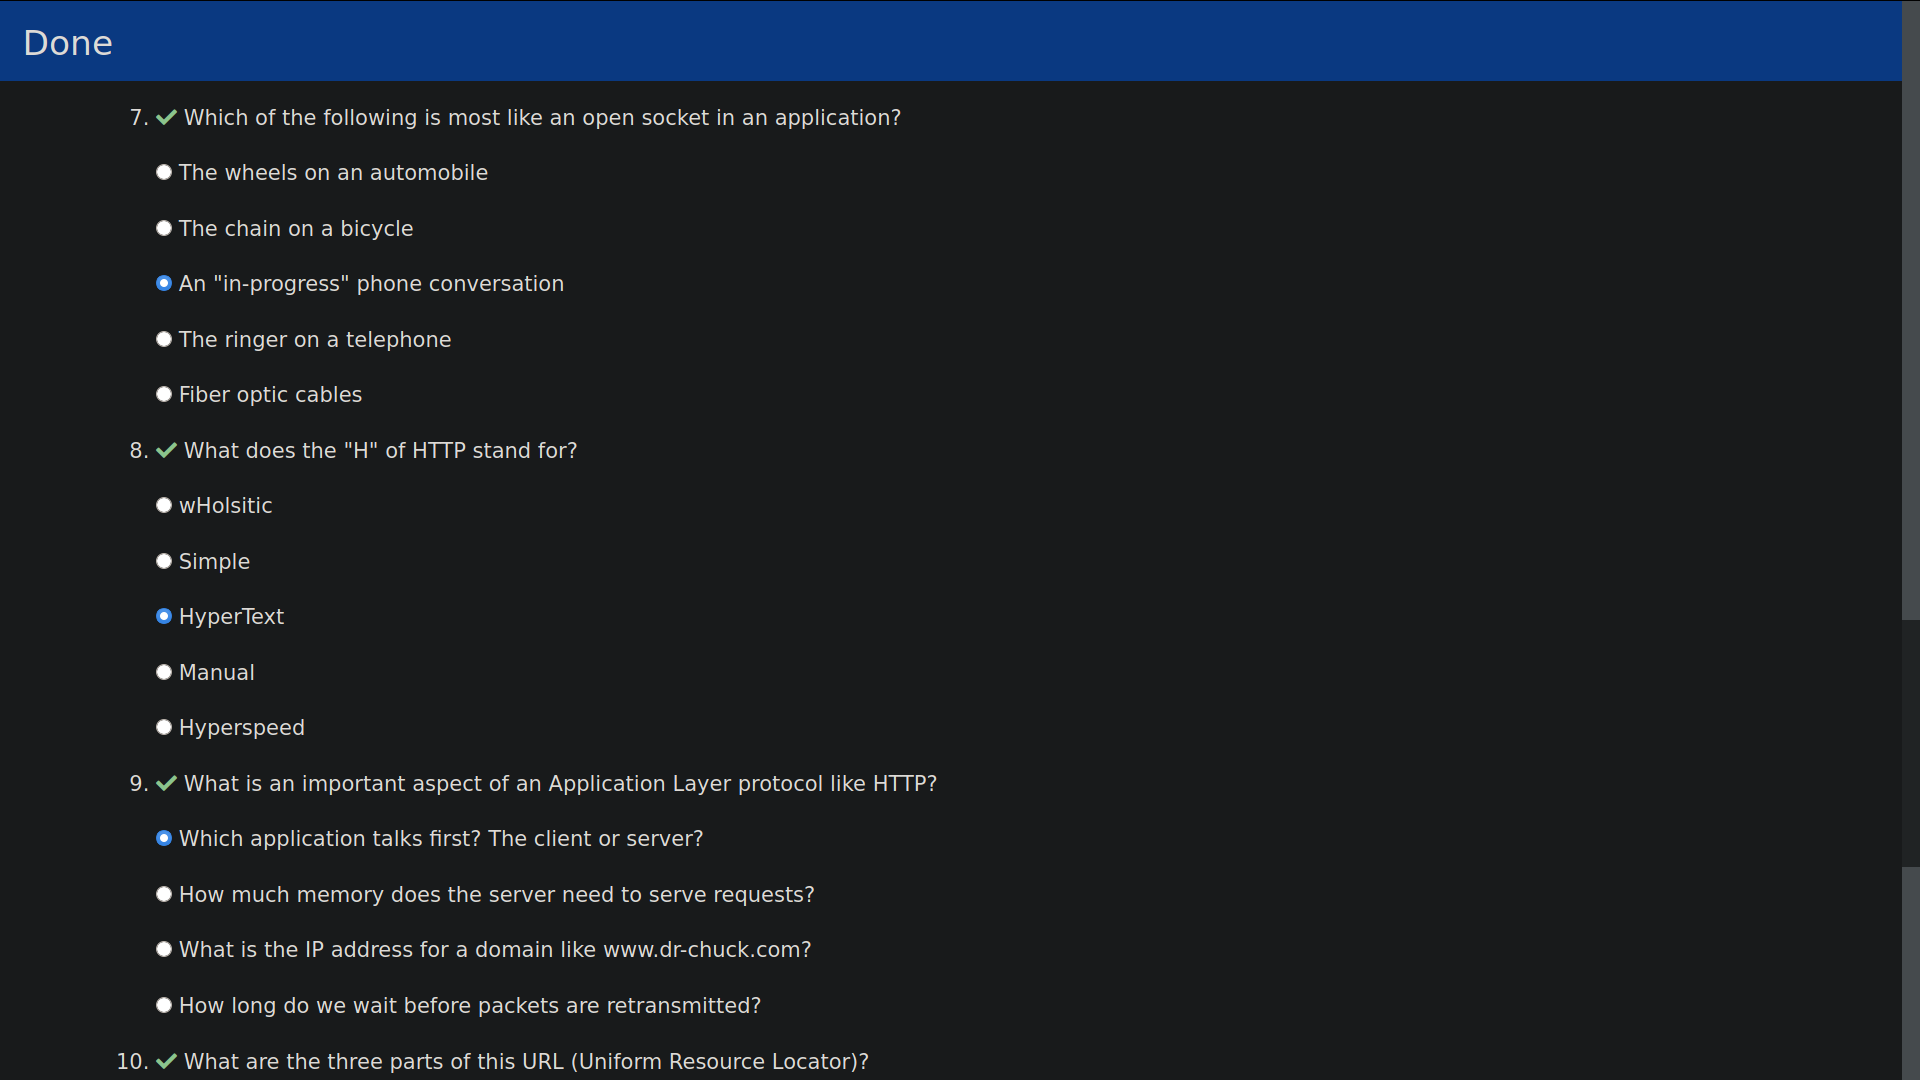 Done
7. Which of the following is most like an open socket in an application?
The wheels on an automobile
The chain on a bicycle
An "in-progress" phone conversation
The ringer on a telephone
Fiber optic cables
8. What does the "H" of HTTP stand for?
wHolsitic
Simple
HyperText
Manual
Hyperspeed
9. What is an important aspect of an Application Layer protocol like HTTP?
Which application talks first? The client or server?
How much memory does the server need to serve requests?
What is the IP address for a domain like www.dr-chuck.com?
How long do we wait before packets are retransmitted?
10. What are the three parts of this URL (Uniform Resource Locator)?